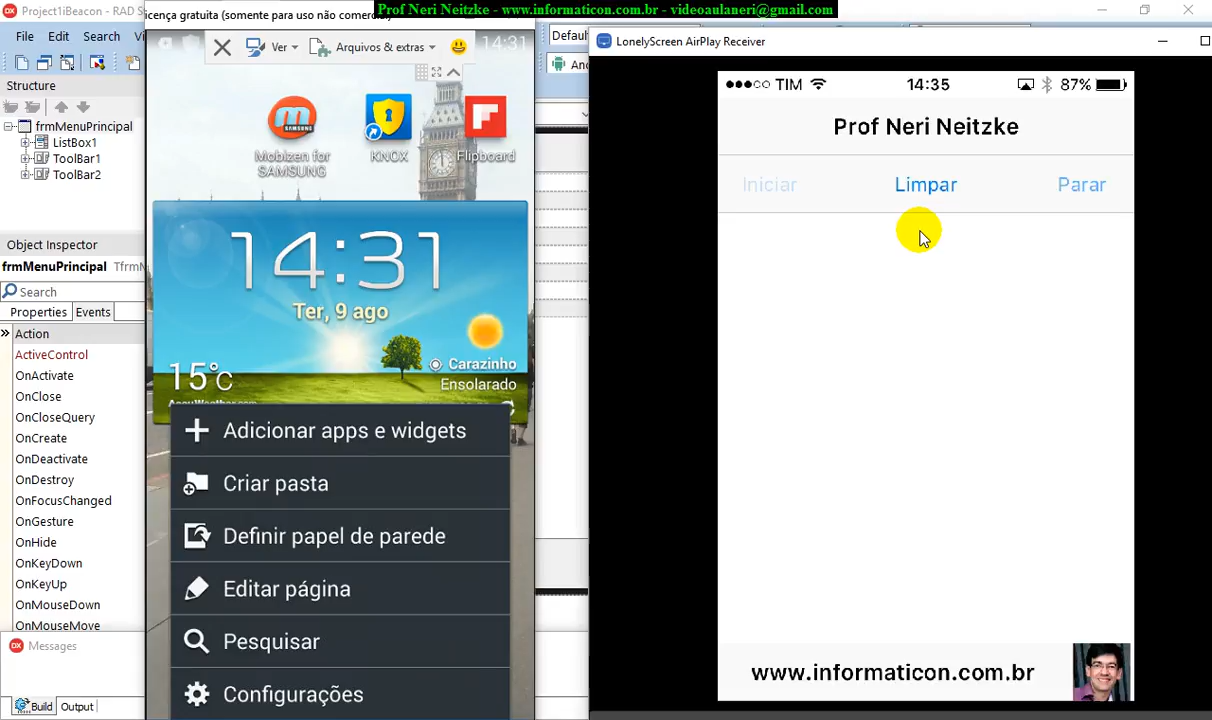 Project1iBeacon - RAD S
icença gratuita (somente para uso não comercial
Prof Neri Neitzke - www.informaticon.com.br - videoaulaneri@gmail.com
File Edit Search
Structure
frmMenuPrincipal
ListBox1
ToolBar1
ToolBar2
Object Inspector
frmMenuPrincipal
Search
Properties Events
Action
ActiveControl
OnActivate
OnClose
OnCloseQuery
OnCreate
OnDeactivate
OnDestroy
OnFocusChanged
OnGesture
OnHide
OnKeyDown
OnKeyUp
OnMouseDown
OnMouseMove
Messages
Build Output
Ver Arquivos & extras
14:31
Mobizen for
SAMSUNG
KNOX
Flipboard
14:31
Ter, 9 ago
15°C
Carazinho
Ensolarado
Adicionar apps e widgets
Criar pasta
Definir papel de parede
Editar página
Pesquisar
Configurações
LonelyScreen AirPlay Receiver
TIM 14:35 87%
Prof Neri Neitzke
Iniciar Limpar Parar
www.informaticon.com.br